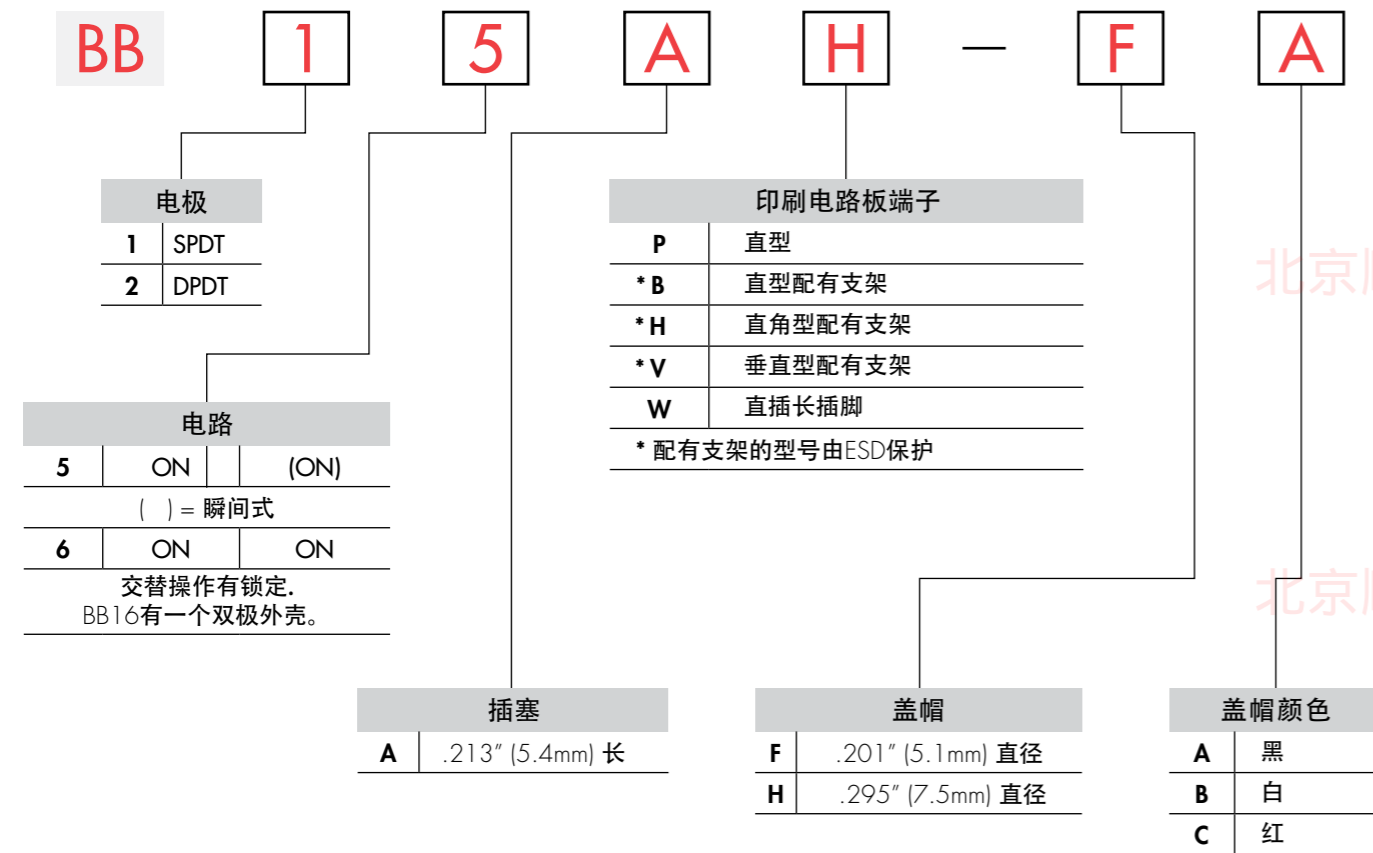 BB 1 5 A H — F A
电极
1 SPDT
2 DPDT
印刷电路板端子
P 直型
* B 直型配有支架
* H 直角型配有支架
* V 垂直型配有支架
W 直插长插脚
* 配有支架的型号由ESD保护
电路
5 ON (ON)
( ) = 瞬间式
6 ON ON
交替操作有锁定.
BB16有一个双极外壳。
插塞
A .213" (5.4mm) 长
盖帽
F .201" (5.1mm) 直径
H .295" (7.5mm) 直径
盖帽颜色
A 黑
B 白
C 红
北京
北京